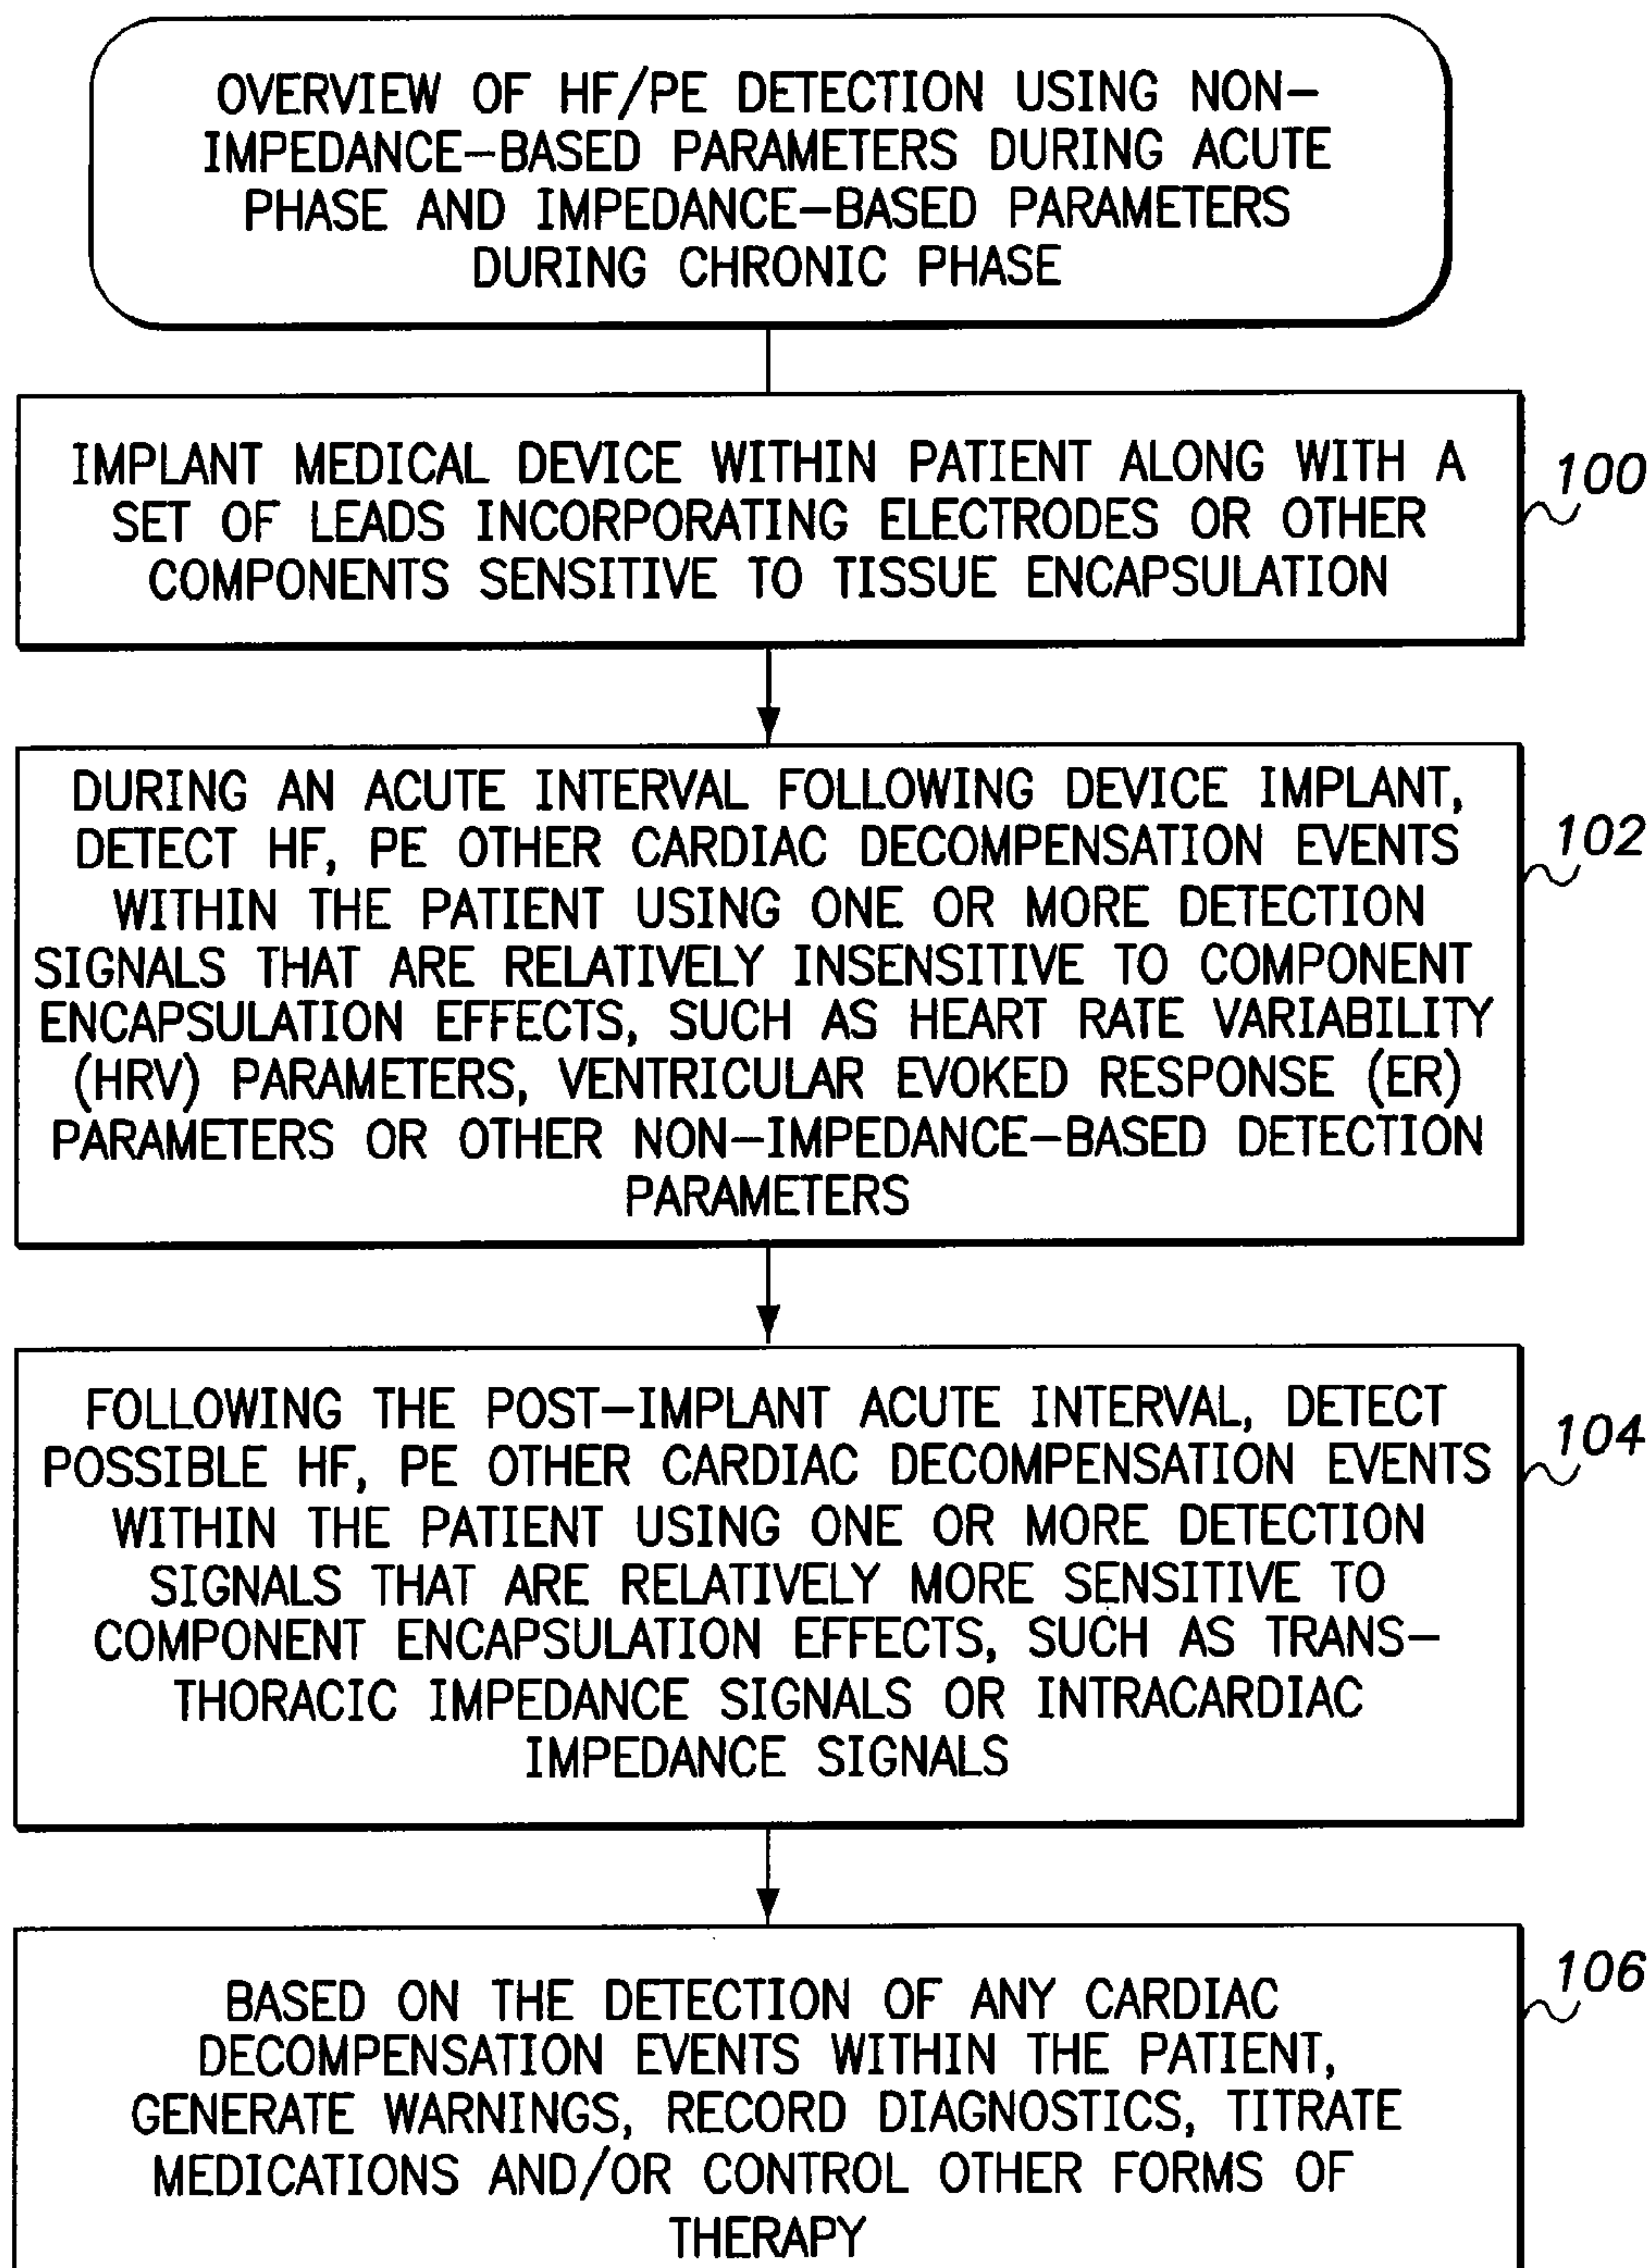 OVERVIEW OF HF/PE DETECTION USING NON-
IMPEDANCE-BASED PARAMETERS DURING ACUTE
PHASE AND IMPEDANCE-BASED PARAMETERS
DURING CHRONIC PHASE
IMPLANT MEDICAL DEVICE WITHIN PATIENT ALONG WITH A
SET OF LEADS INCORPORATING ELECTRODES OR OTHER
COMPONENTS SENSITIVE TO TISSUE ENCAPSULATION
100
DURING AN ACUTE INTERVAL FOLLOWING DEVICE IMPLANT,
DETECT HF, PE OTHER CARDIAC DECOMPENSATION EVENTS
WITHIN THE PATIENT USING ONE OR MORE DETECTION
SIGNALS THAT ARE RELATIVELY INSENSITIVE TO COMPONENT
ENCAPSULATION EFFECTS, SUCH AS HEART RATE VARIABILITY
(HRV) PARAMETERS, VENTRICULAR EVOKED RESPONSE (ER)
PARAMETERS OR OTHER NON-IMPEDANCE-BASED DETECTION
PARAMETERS
102
FOLLOWING THE POST-IMPLANT ACUTE INTERVAL, DETECT
POSSIBLE HF, PE OTHER CARDIAC DECOMPENSATION EVENTS
WITHIN THE PATIENT USING ONE OR MORE DETECTION
SIGNALS THAT ARE RELATIVELY MORE SENSITIVE TO
COMPONENT ENCAPSULATION EFFECTS, SUCH AS TRANS-
THORACIC IMPEDANCE SIGNALS OR INTRACARDIAC
IMPEDANCE SIGNALS
104
BASED ON THE DETECTION OF ANY CARDIAC
DECOMPENSATION EVENTS WITHIN THE PATIENT,
GENERATE WARNINGS, RECORD DIAGNOSTICS, TITRATE
MEDICATIONS AND/OR CONTROL OTHER FORMS OF
THERAPY
106